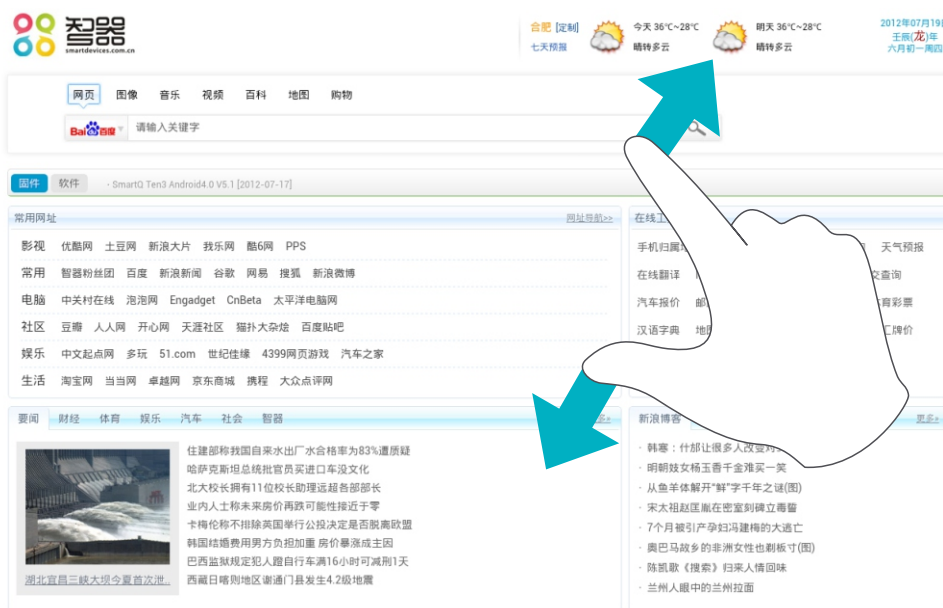 智器
smartdevices.com.cn
合肥 [定制]
七天预报
今天 36℃~28℃
晴转多云
明天 36℃~28℃
晴转多云
2012年07月19日
壬辰(龙)年
六月初一周四
网页 图像 音乐 视频 百科 地图 购物
Bai百度 请输入关键字
固件 软件 · SmartQ Ten3 Android4.0 V5.1 [2012-07-17]
常用网址 网址导航>>
影视 优酷网 土豆网 新浪大片 我乐网 酷6网 PPS
常用 智器粉丝团 百度 新浪新闻 谷歌 网易 搜狐 新浪微博
电脑 中关村在线 泡泡网 Engadget CnBeta 太平洋电脑网
社区 豆瓣 人人网 开心网 天涯社区 猫扑大杂烩 百度贴吧
娱乐 中文起点网 多玩 51.com 世纪佳缘 4399网页游戏 汽车之家
生活 淘宝网 当当网 卓越网 京东商城 携程 大众点评网
在线工
手机归属 天气预报
在线翻译 查询
汽车报价 邮 育彩票
汉语字典 地 汇牌价
要闻 财经 体育 娱乐 汽车 社会 智器
湖北宜昌三峡大坝今夏首次泄..
住建部称我国自来水出厂水合格率为83%遭质疑
哈萨克斯坦总统批官员买进口车没文化
北大校长拥有11位校长助理远超各部部长
业内人士称未来房价再跌可能性接近于零
卡梅伦称不排除英国举行公投决定是否脱离欧盟
韩国结婚费用男方负担加重 房价暴涨成主因
巴西监狱规定犯人蹬自行车满16小时可减刑1天
西藏日喀则地区谢通门县发生4.2级地震
新浪博客 更多+
· 韩寒：什邡让很多人改变对
· 明朝妓女杨玉香千金难买一笑
· 从鱼羊体解开“鲜”字千年之谜(图)
· 宋太祖赵匡胤在密室刻碑立毒誓
· 7个月被引产孕妇冯建梅的大逃亡
· 奥巴马故乡的非洲女性也剃板寸(图)
· 陈凯歌《搜索》归来人情回味
· 兰州人眼中的兰州拉面